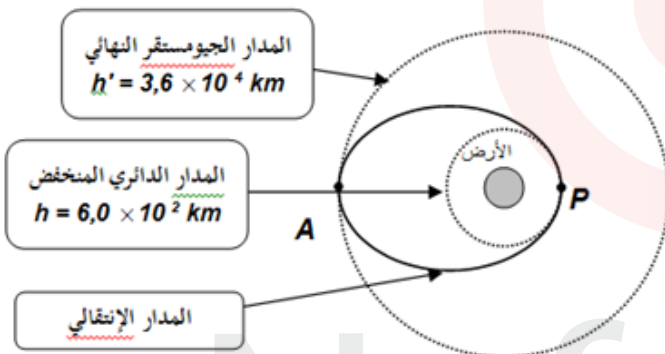 المدار الجيومستقر النهائي
h' = 3,6 × 10 ⁴ km
الأرض
المدار الدائري المنخفض
h = 6,0 × 10 ² km
A
P
المدار الإنتقالي